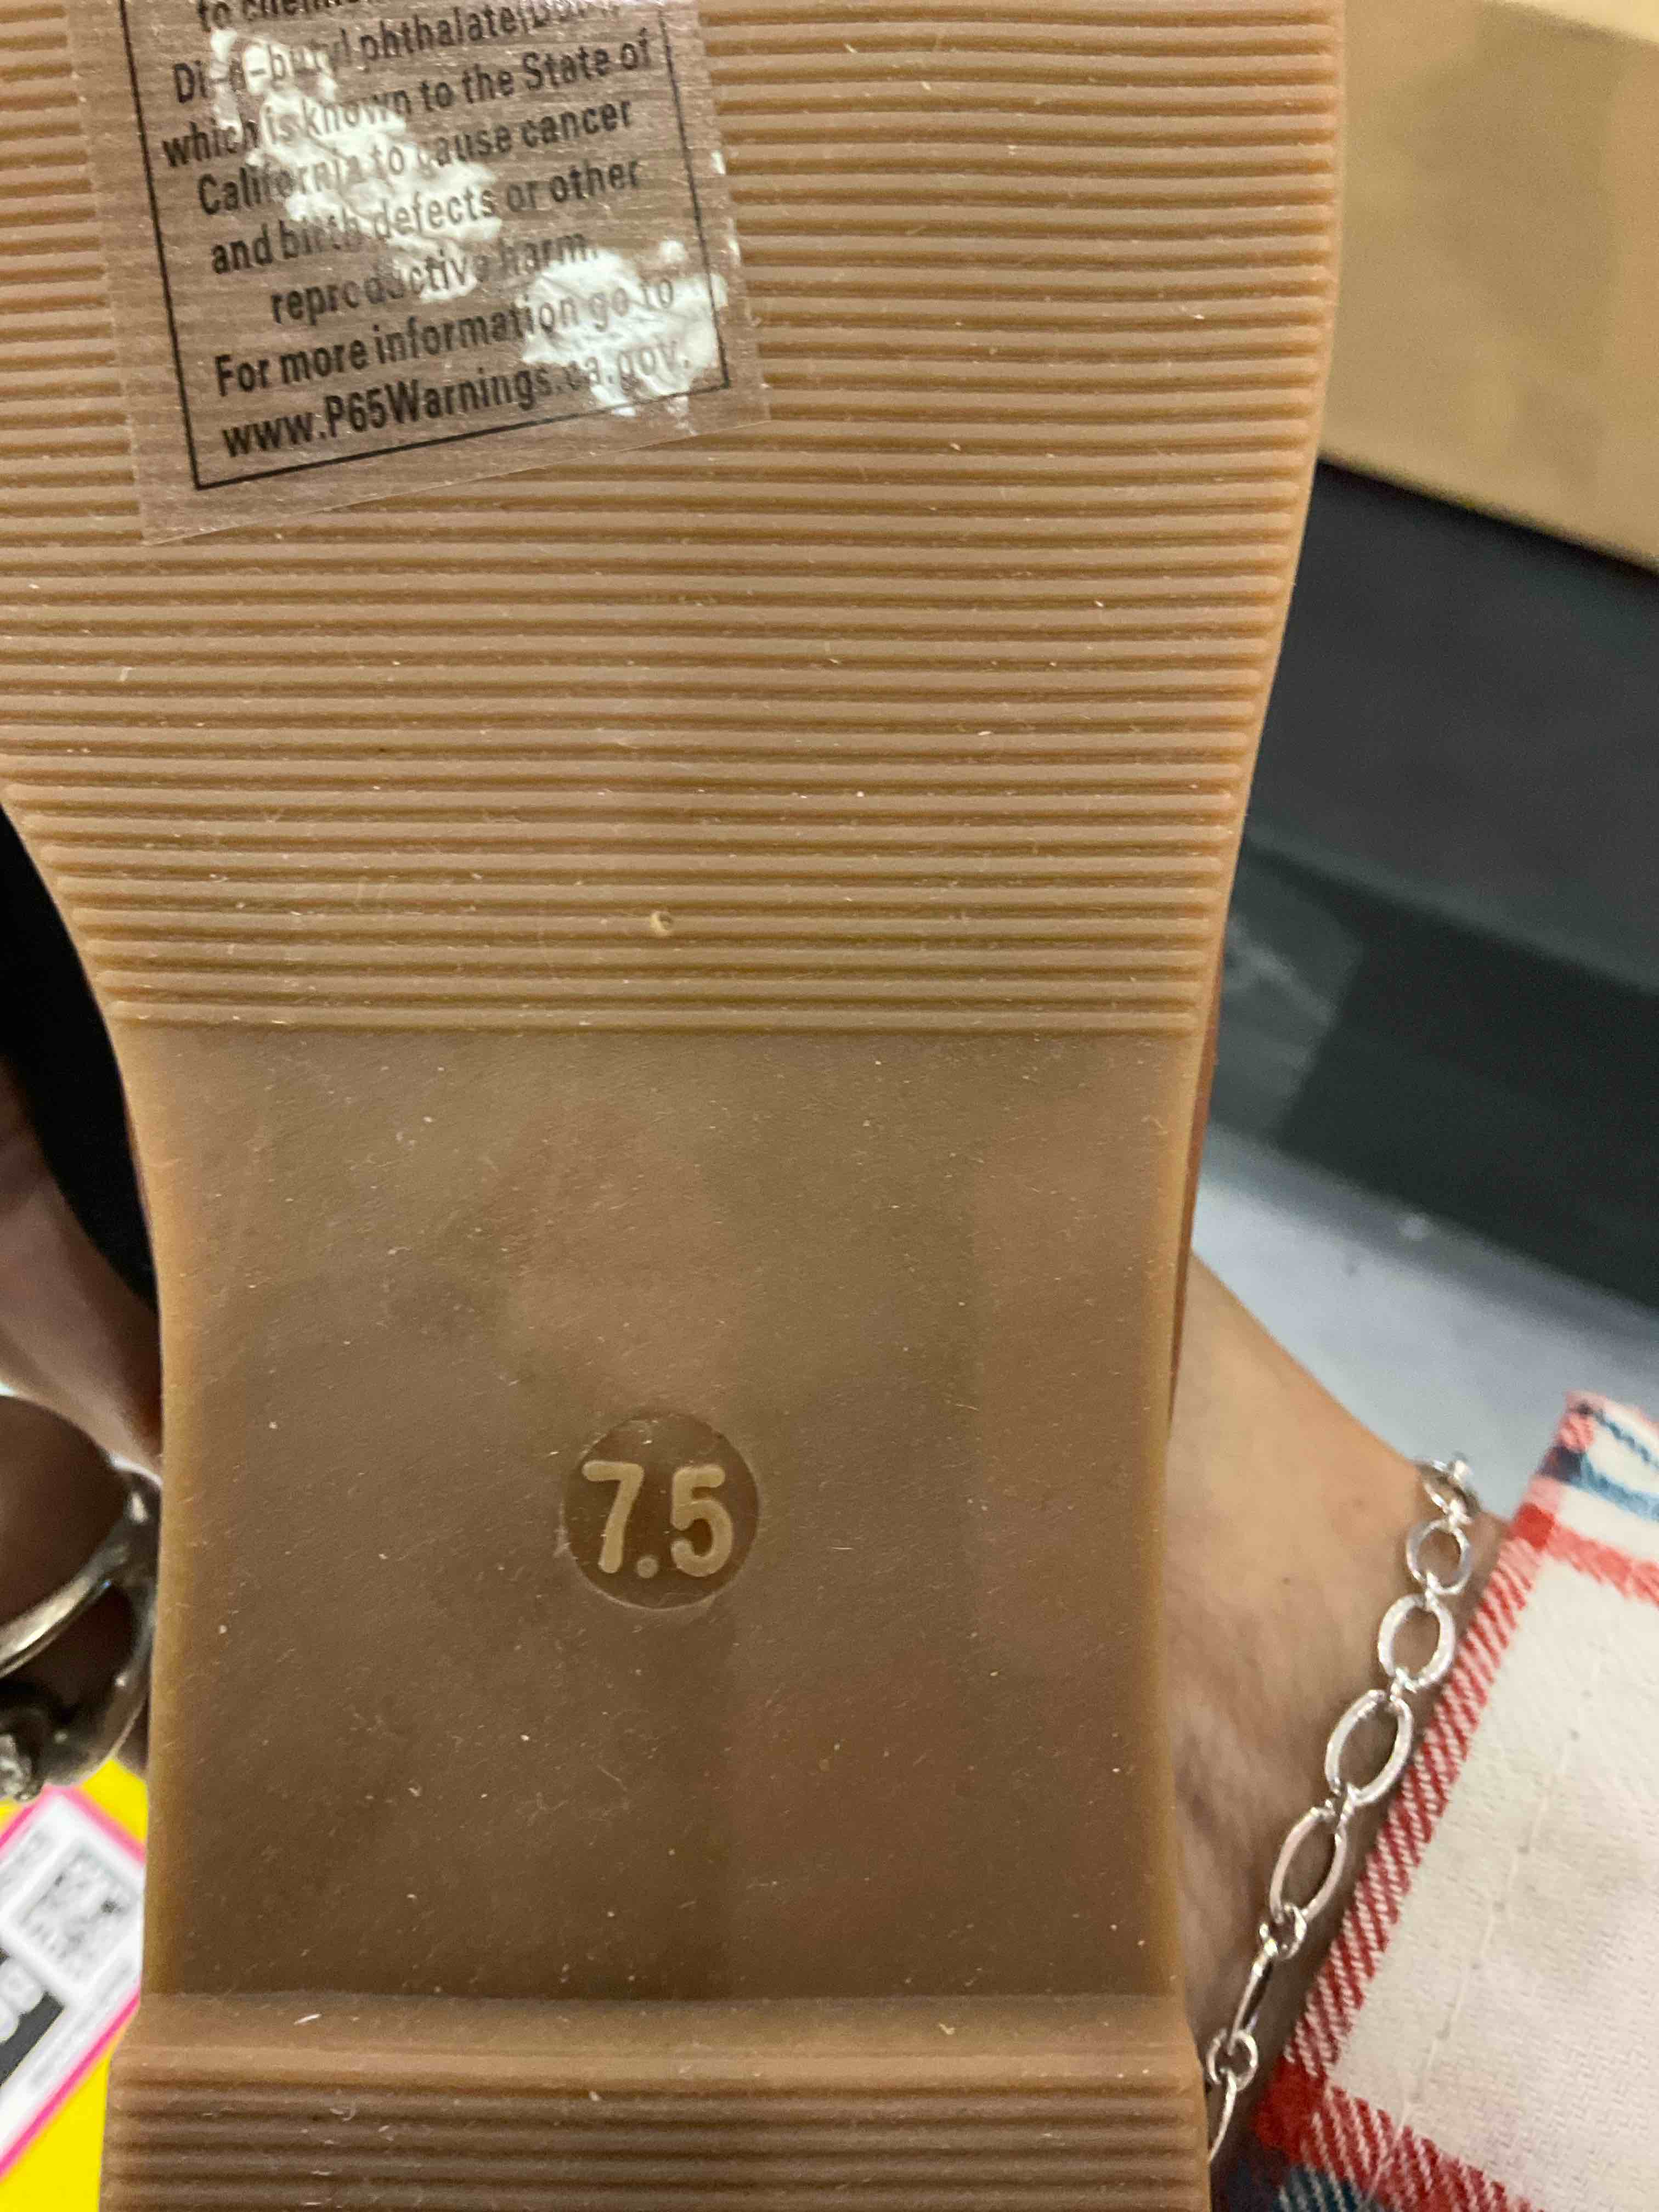 to
Di-n-butyl phthalate
which is known to the State of
California to cause cancer
and birth defects or other
reproductive harm.
For more information go to
www.P65Warnings.ca.gov.
7.5